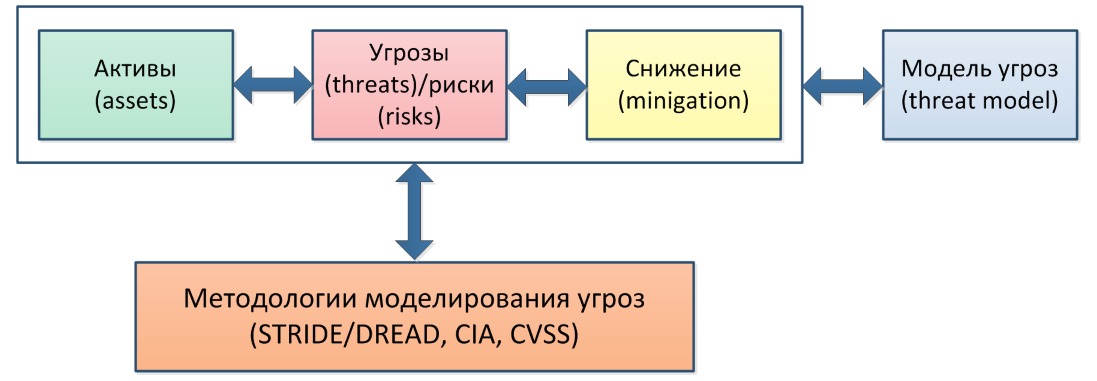 Активы
(assets)
Угрозы
(threats)/риски
(risks)
Снижение
(minigation)
Модель угроз
(threat model)
Методологии моделирования угроз
(STRIDE/DREAD, CIA, CVSS)